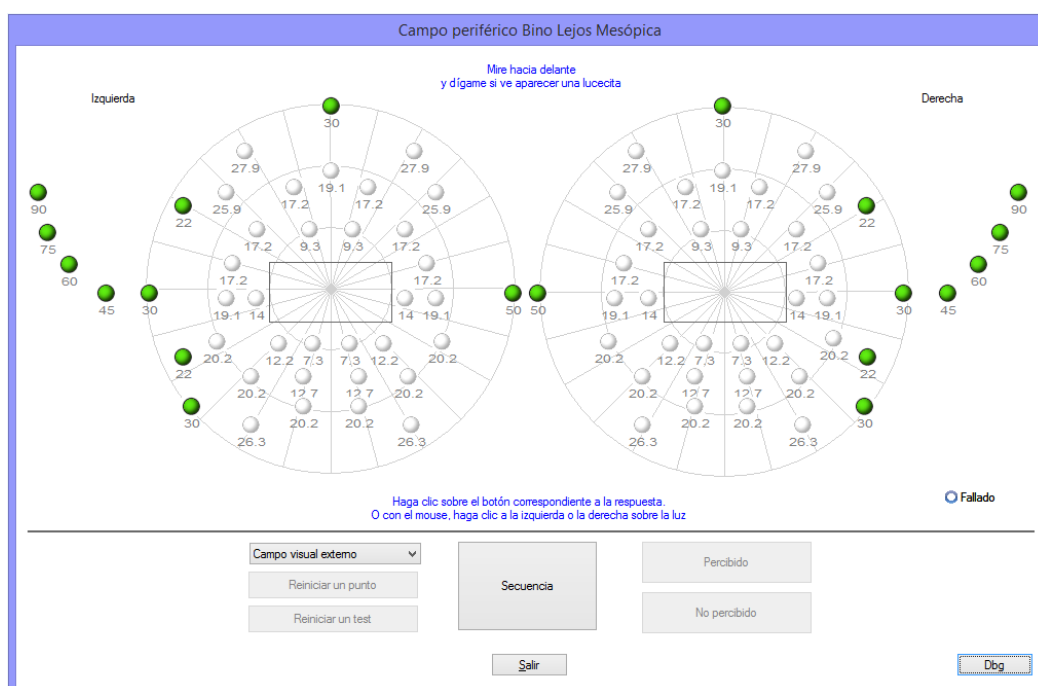 Campo periférico Bino Lejos Mesópica
Mire hacia delante
y dígame si ve aparecer una lucecita
Izquierda
Derecha
30 30
27.9 27.9 27.9 27.9
19.1 19.1
90 25.9 17.2 17.2 25.9 25.9 17.2 17.2 25.9 90
22 22
75 17.2 9.3 9.3 17.2 17.2 9.3 9.3 17.2 75
60 17.2 17.2 17.2 17.2 60
45 30 19.1 14 14 19.1 50 50 19.1 14 14 19.1 30 45
20.2 12.2 7.3 7.3 12.2 20.2 20.2 12.2 7.3 7.3 12.2 20.2
22 22
20.2 12.7 12.7 20.2 20.2 12.7 12.7 20.2
30 20.2 20.2 20.2 20.2 30
26.3 26.3 26.3 26.3
Haga clic sobre el botón correspondiente a la respuesta.
O con el mouse, haga clic a la izquierda o la derecha sobre la luz
Fallado
Campo visual externo
Reiniciar un punto
Reiniciar un test
Secuencia
Percibido
No percibido
Salir
Dbg